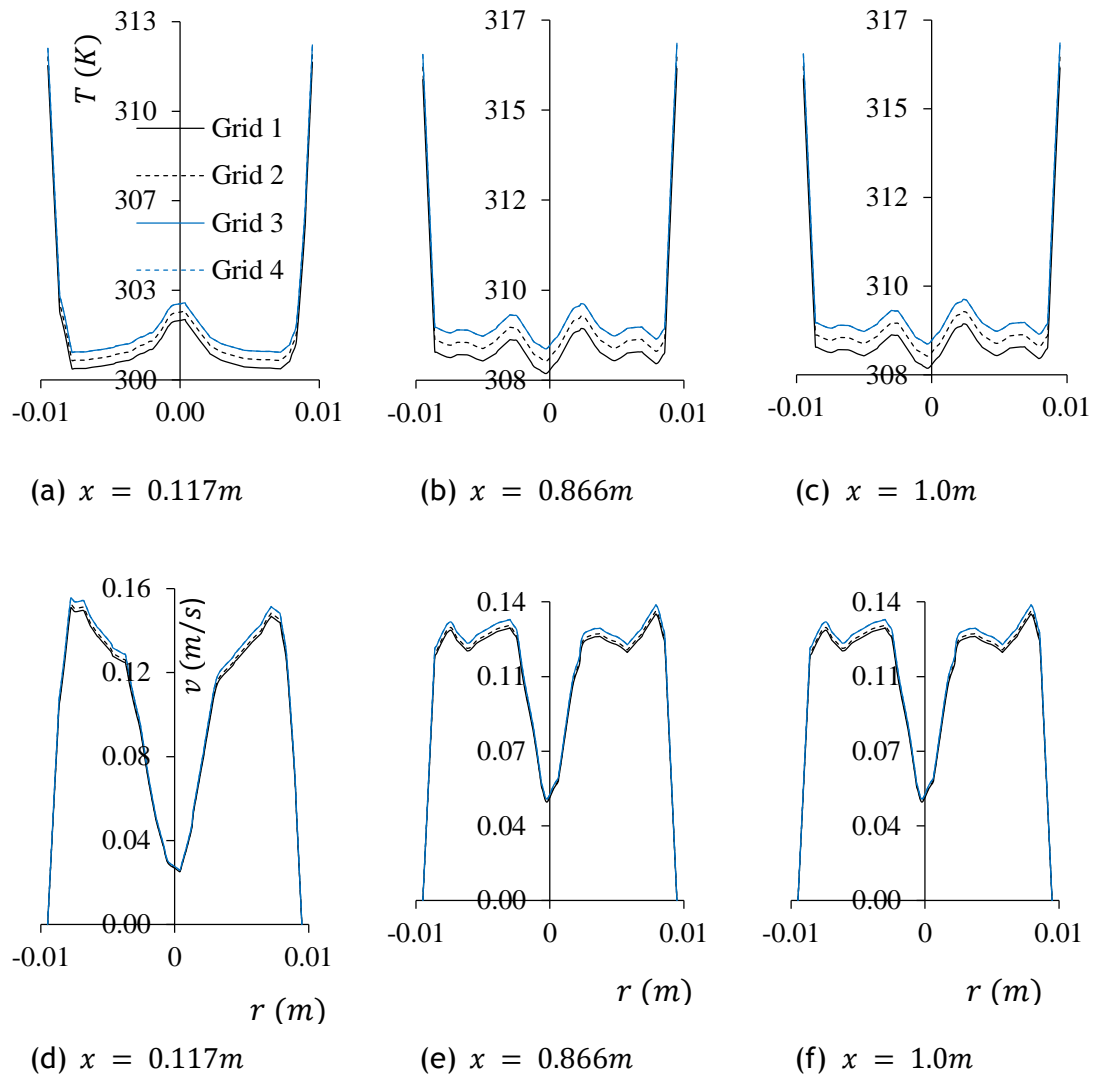 T (K)
313
310
307
303
300
-0.01 0.00 0.01
Grid 1
Grid 2
Grid 3
Grid 4
(a) x = 0.117m
317
315
312
310
308
-0.01 0 0.01
(b) x = 0.866m
317
315
312
310
308
-0.01 0 0.01
(c) x = 1.0m
v (m/s)
0.16
0.12
0.08
0.04
0.00
-0.01 0 0.01
r (m)
(d) x = 0.117m
0.14
0.11
0.07
0.04
0.00
-0.01 0 0.01
r (m)
(e) x = 0.866m
0.14
0.11
0.07
0.04
0.00
-0.01 0 0.01
r (m)
(f) x = 1.0m